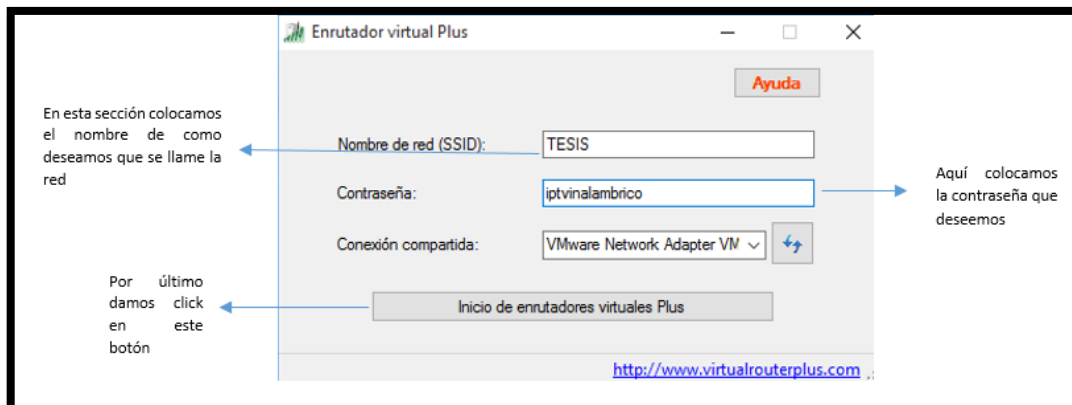 Enrutador virtual Plus
Ayuda
En esta sección colocamos
el nombre de como
deseamos que se llame la
red
Nombre de red (SSID):
TESIS
Contraseña:
iptvinalambrico
Aquí colocamos
la contraseña que
deseemos
Conexión compartida:
VMware Network Adapter VM
Por último
damos click
en este
botón
Inicio de enrutadores virtuales Plus
http://www.virtualrouterplus.com